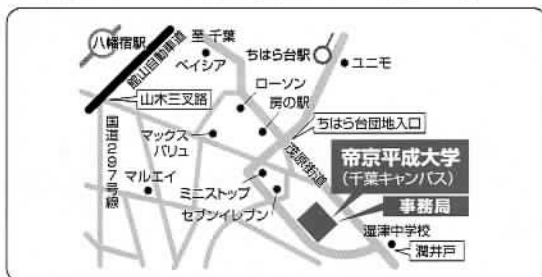 八幡宿駅
至 千葉
ベイシア
ちはら台駅
ユニモ
館山自動車道
ローソン
房の駅
山木三叉路
ちはら台団地入口
国道297号線
マックス
バリュ
茂原街道
帝京平成大学
(千葉キャンパス)
マルエイ
ミニストップ
セブンイレブン
事務局
湿津中学校
潤井戸